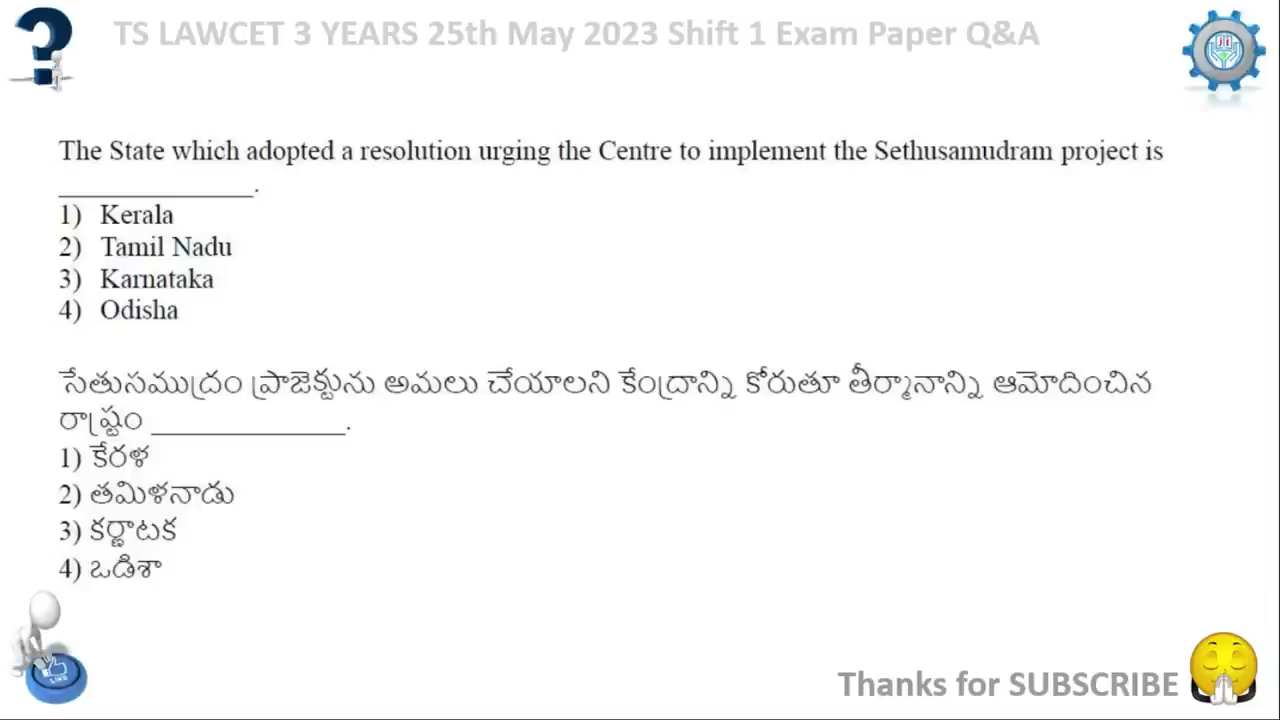 TS LAWCET 3 YEARS 25th May 2023 Shift 1 Exam Paper Q&A
The State which adopted a resolution urging the Centre to implement the Sethusamudram project is
______________.
1) Kerala
2) Tamil Nadu
3) Karnataka
4) Odisha
సేతుసముద్రం ప్రాజెక్టును అమలు చేయాలని కేంద్రాన్ని కోరుతూ తీర్మానాన్ని ఆమోదించిన
రాష్ట్రం ______________.
1) కేరళ
2) తమిళనాడు
3) కర్ణాటక
4) ఒడిశా
LIKE
Thanks for SUBSCRIBE